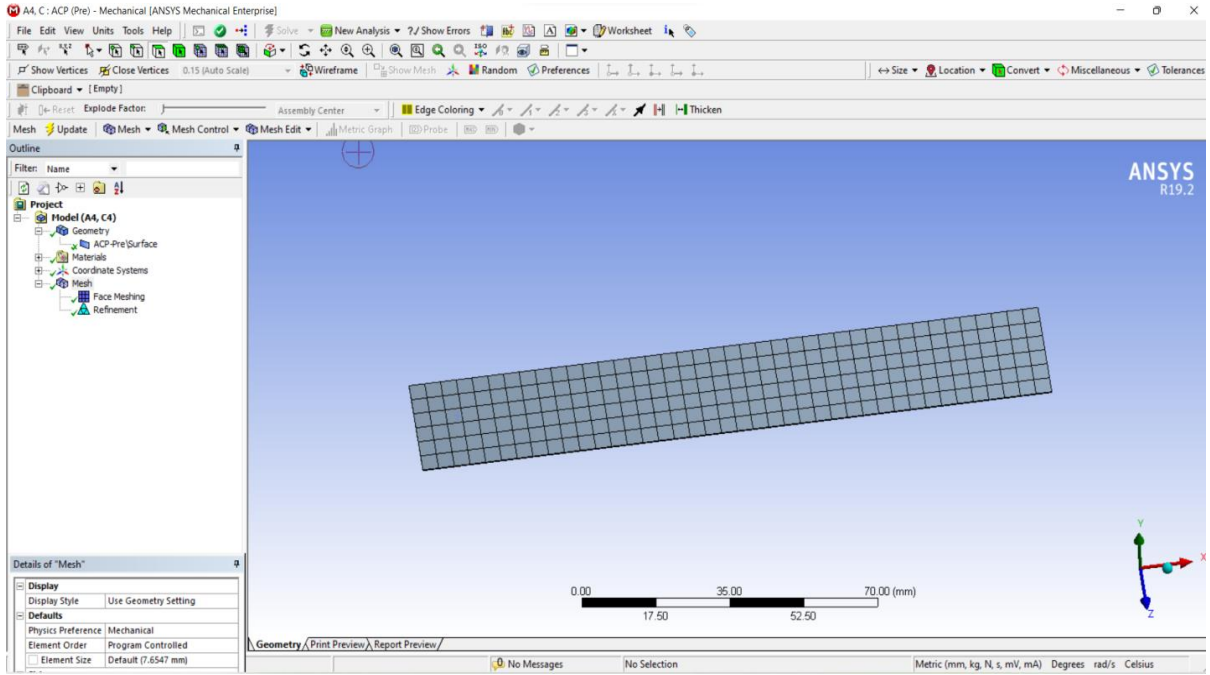 A4, C : ACP (Pre) - Mechanical [ANSYS Mechanical Enterprise]
File Edit View Units Tools Help Solve New Analysis ?/ Show Errors Worksheet
Show Vertices Close Vertices 0.15 (Auto Scale) Wireframe Show Mesh Random Preferences Size Location Convert Miscellaneous Tolerances
Clipboard [Empty]
Reset Explode Factor: Assembly Center Edge Coloring Thicken
Mesh Update Mesh Mesh Control Mesh Edit Metric Graph Probe
Outline
Filter: Name
Project
Model (A4, C4)
Geometry
ACP-Pre\Surface
Materials
Coordinate Systems
Mesh
Face Meshing
Refinement
ANSYS
R19.2
Y
X
Z
0.00 35.00 70.00 (mm)
17.50 52.50
Details of "Mesh"
Display
Display Style Use Geometry Setting
Defaults
Physics Preference Mechanical
Element Order Program Controlled
Element Size Default (7.6547 mm)
Geometry Print Preview Report Preview
0 No Messages No Selection Metric (mm, kg, N, s, mV, mA) Degrees rad/s Celsius